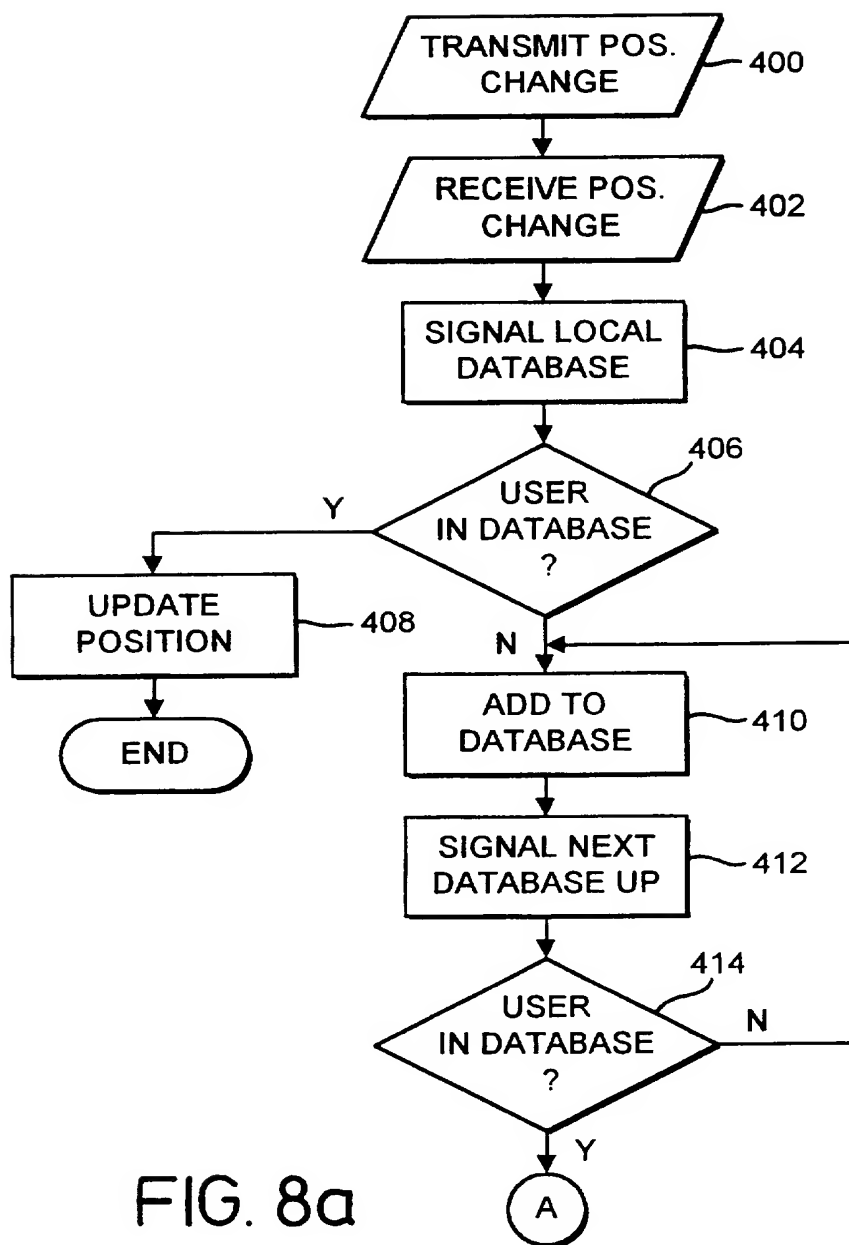 TRANSMIT POS.
CHANGE
400
RECEIVE POS.
CHANGE
402
SIGNAL LOCAL
DATABASE
404
406
USER
IN DATABASE
?
Y
N
UPDATE
POSITION
408
END
ADD TO
DATABASE
410
SIGNAL NEXT
DATABASE UP
412
414
USER
IN DATABASE
?
N
Y
A
FIG. 8a